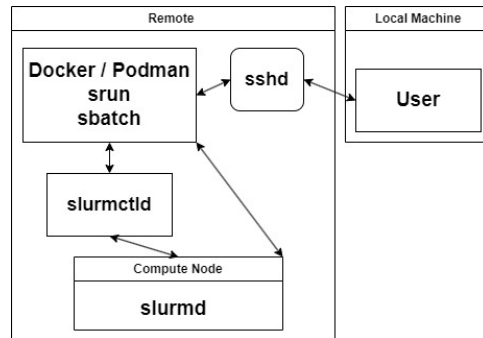 Remote
Local Machine
Docker / Podman
srun
sbatch
sshd
User
slurmctld
Compute Node
slurmd